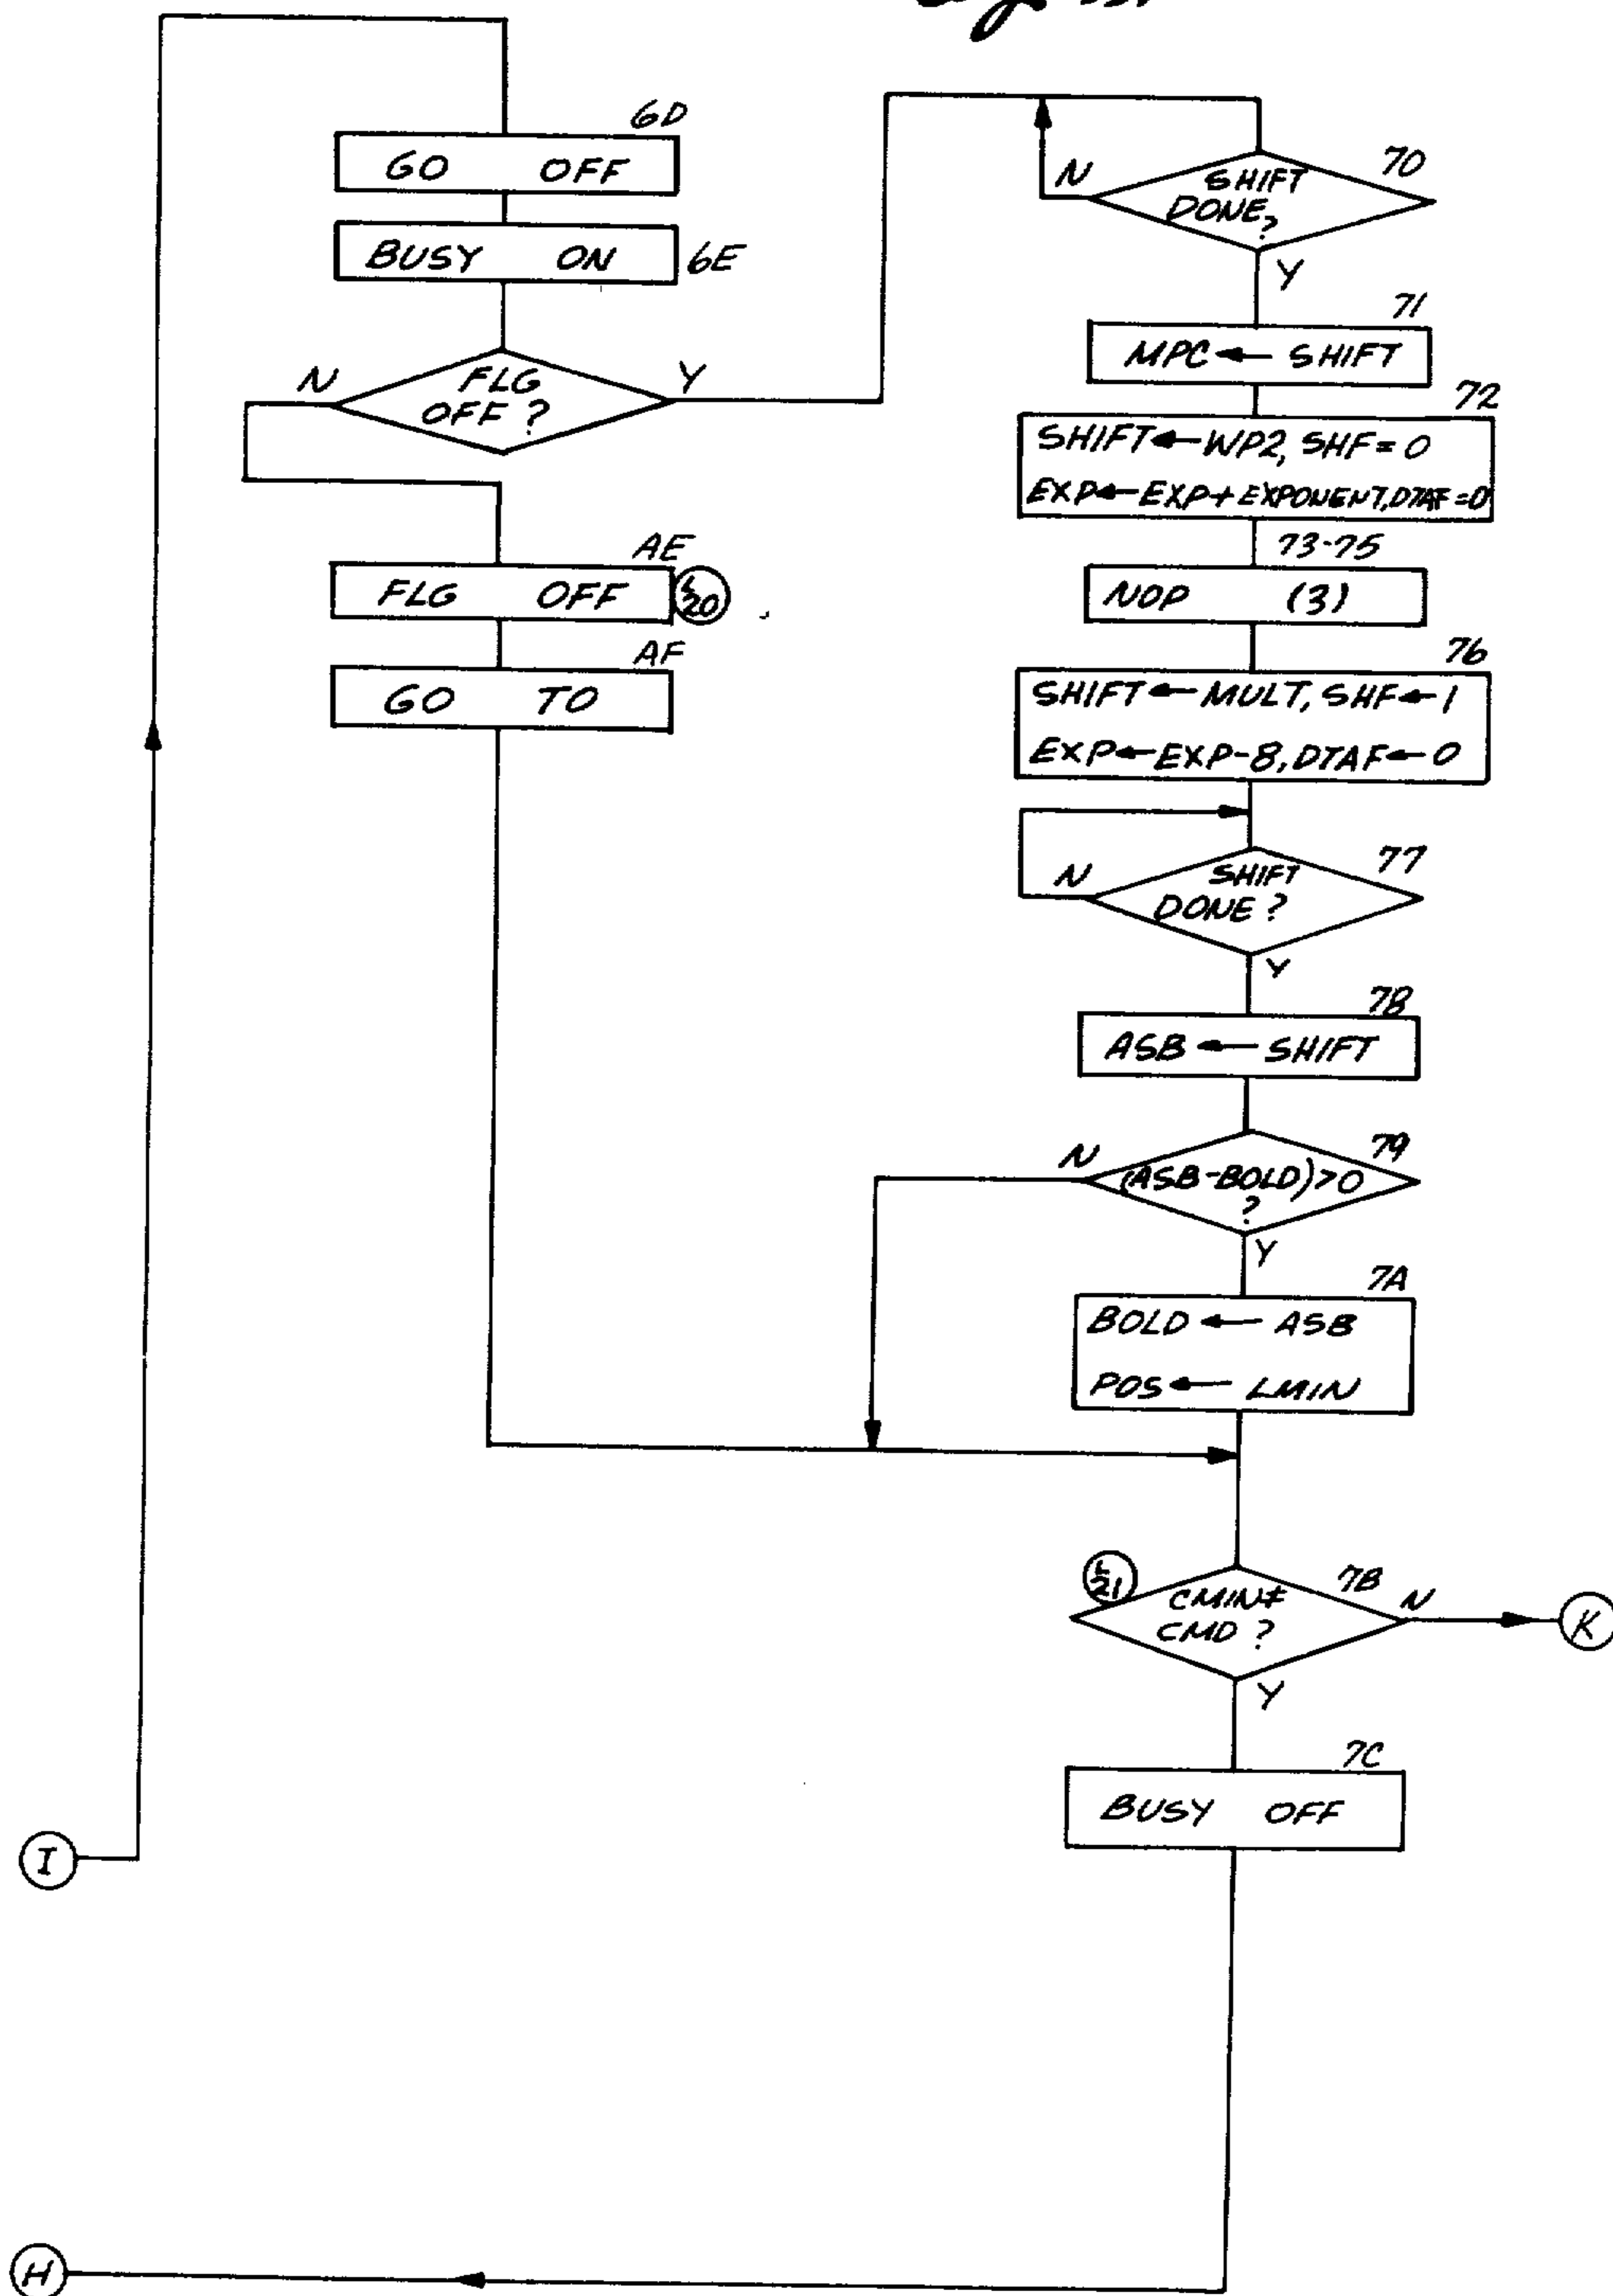 6D
GO OFF
BUSY ON 6E
N FLG Y
OFF ?
AE
FLG OFF L20
AF
GO TO
70
N SHIFT
DONE
?
Y
71
MPC ← SHIFT
72
SHIFT ← WP2, SHF = 0
EXP ← EXP + EXPONENT, DTAF = 0
73-75
NOP (3)
76
SHIFT ← MULT, SHF ← 1
EXP ← EXP-8, DTAF ← 0
77
N SHIFT
DONE ?
Y
78
ASB ← SHIFT
79
N (ASB-BOLD)>0
?
Y
7A
BOLD ← ASB
POS ← LMIN
L21
7B
CMIN≠ N K
CMD ?
Y
7C
BUSY OFF
I
H